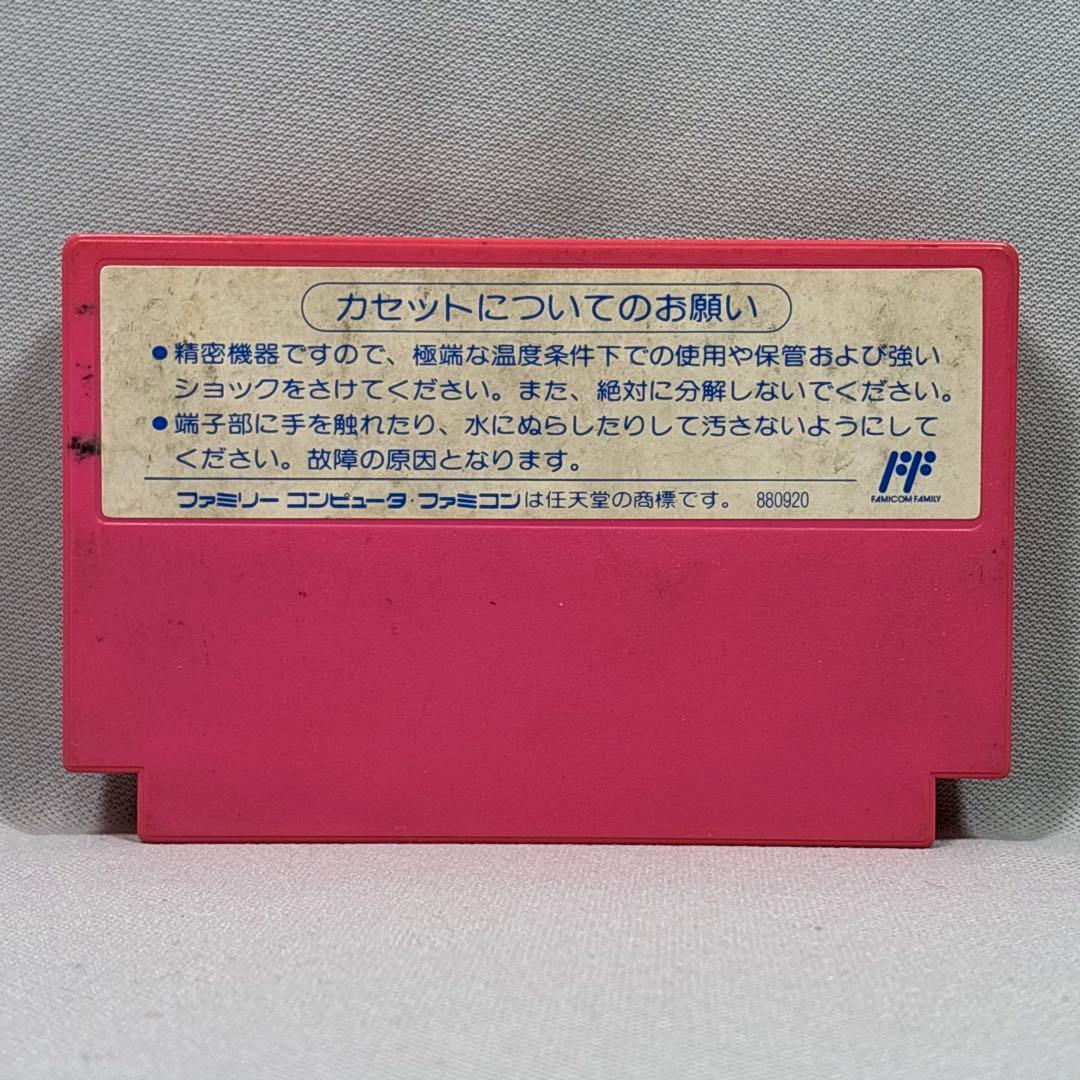 カセットについてのお願い
●精密機器ですので、極端な温度条件下での使用や保管および強い
ショックをさけてください。また、絶対に分解しないでください。
●端子部に手を触れたり、水にぬらしたりして汚さないようにして
ください。故障の原因となります。
FF
FAMICOM FAMILY
ファミリー コンピュータ・ファミコンは任天堂の商標です。 880920